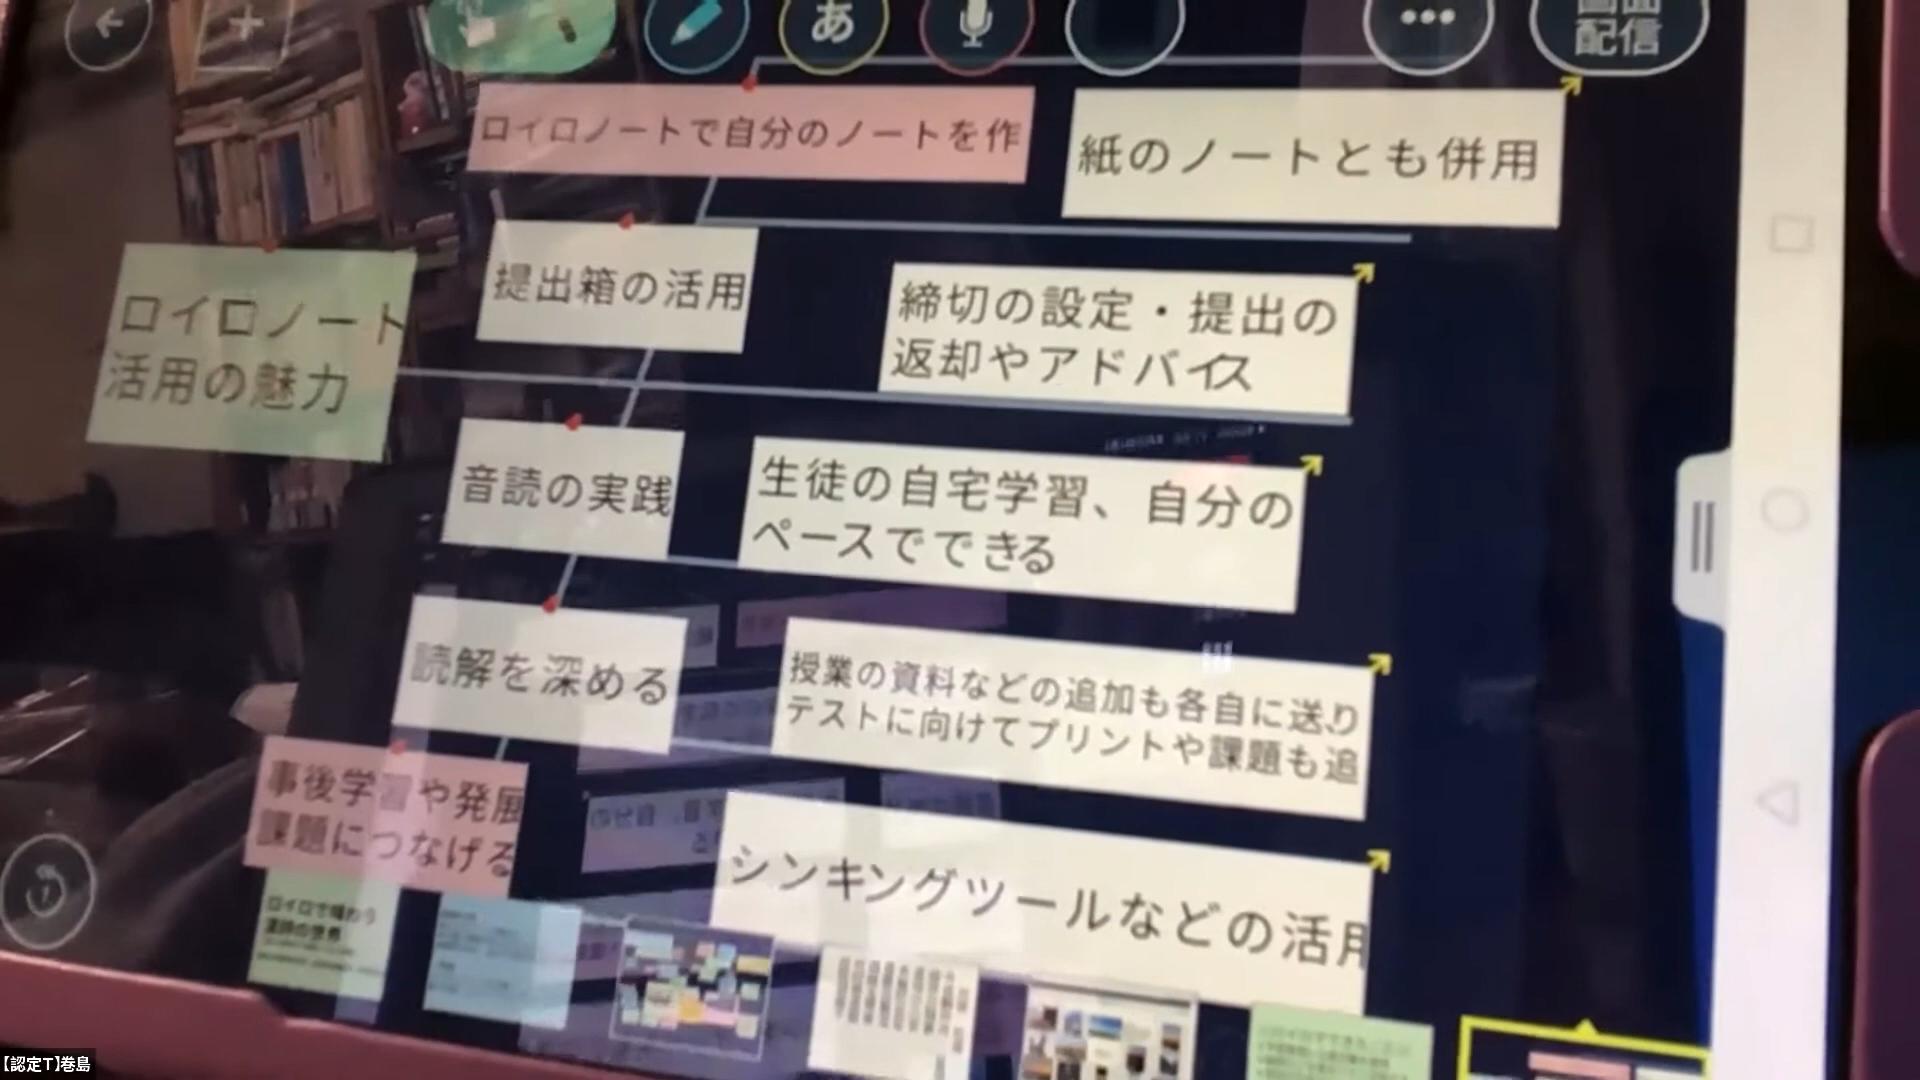 あ
配信
ロイロノートで自分のノートを作
紙のノートとも併用
提出箱の活用
締切の設定・提出の
返却やアドバイス
ロイロノート
活用の魅力
音読の実践
生徒の自宅学習、自分の
ペースでできる
読解を深める
授業の資料などの追加も各自に送り
テストに向けてプリントや課題も追
事後学習や発展
課題につなげる
シンキングツールなどの活用
【認定T】巻島